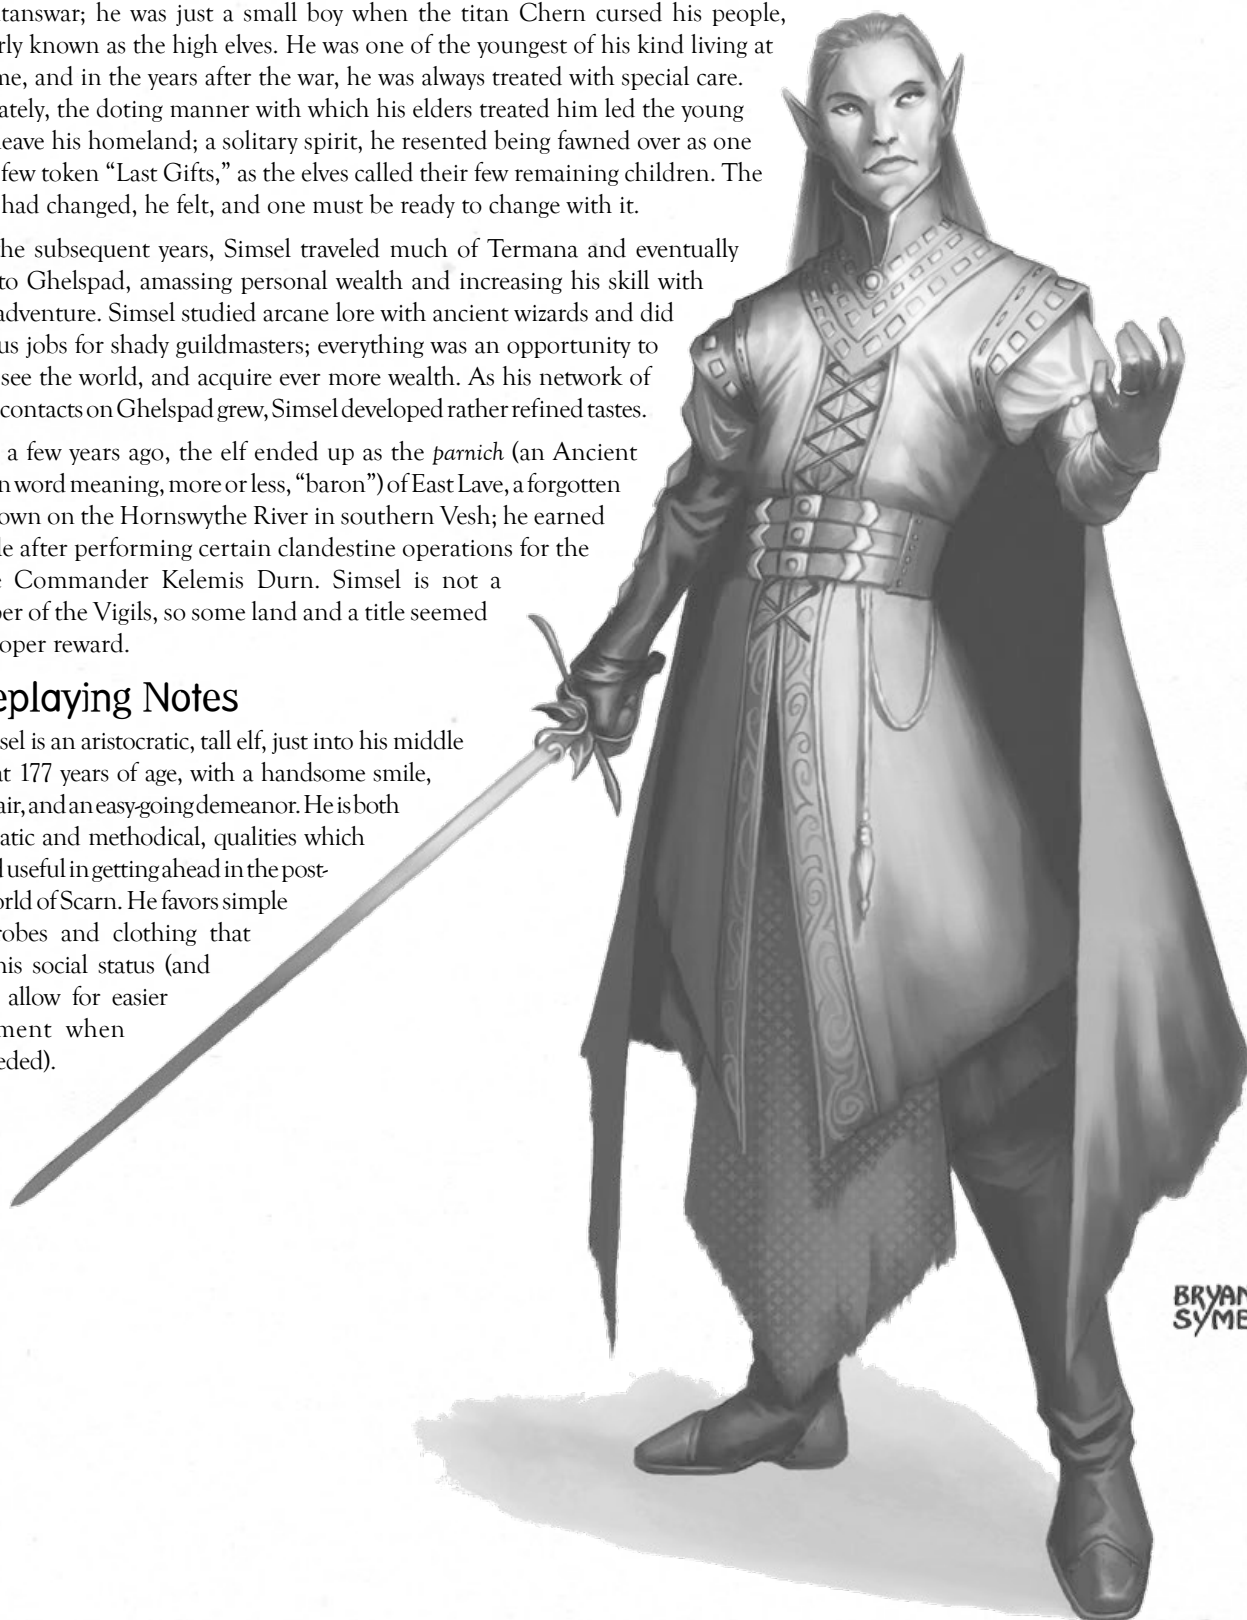 tanswar; he was just a small boy when the titan Chern cursed his people,
rly known as the high elves. He was one of the youngest of his kind living at
ne, and in the years after the war, he was always treated with special care.
ately, the doting manner with which his elders treated him led the young
leave his homeland; a solitary spirit, he resented being fawned over as one
few token “Last Gifts,” as the elves called their few remaining children. The
had changed, he felt, and one must be ready to change with it.
he subsequent years, Simsel traveled much of Termana and eventually
to Ghelspad, amassing personal wealth and increasing his skill with
adventure. Simsel studied arcane lore with ancient wizards and did
us jobs for shady guildmasters; everything was an opportunity to
see the world, and acquire ever more wealth. As his network of
contacts on Ghelspad grew, Simsel developed rather refined tastes.
a few years ago, the elf ended up as the parnich (an Ancient
n word meaning, more or less, “baron”) of East Lave, a forgotten
own on the Hornswythe River in southern Vesh; he earned
le after performing certain clandestine operations for the
e Commander Kelemis Durn. Simsel is not a
ber of the Vigils, so some land and a title seemed
oper reward.
eplaying Notes
sel is an aristocratic, tall elf, just into his middle
at 177 years of age, with a handsome smile,
air, and an easy-going demeanor. He is both
atic and methodical, qualities which
l useful in getting ahead in the post-
orld of Scarn. He favors simple
robes and clothing that
his social status (and
allow for easier
ment when
eded).
BRYAN
SYME